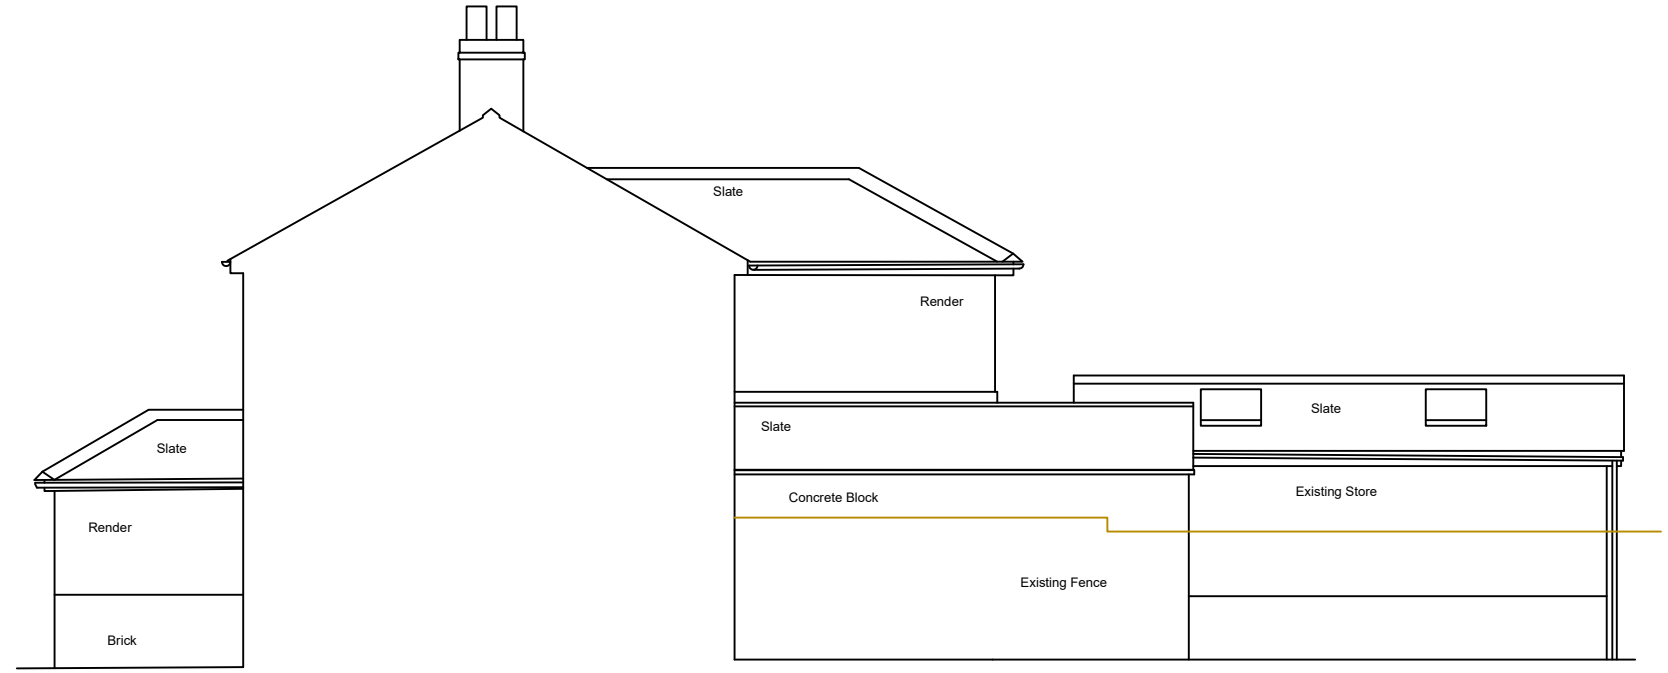 Slate
Render
Slate
Slate
Slate
Concrete Block
Existing Store
Render
Existing Fence
Brick